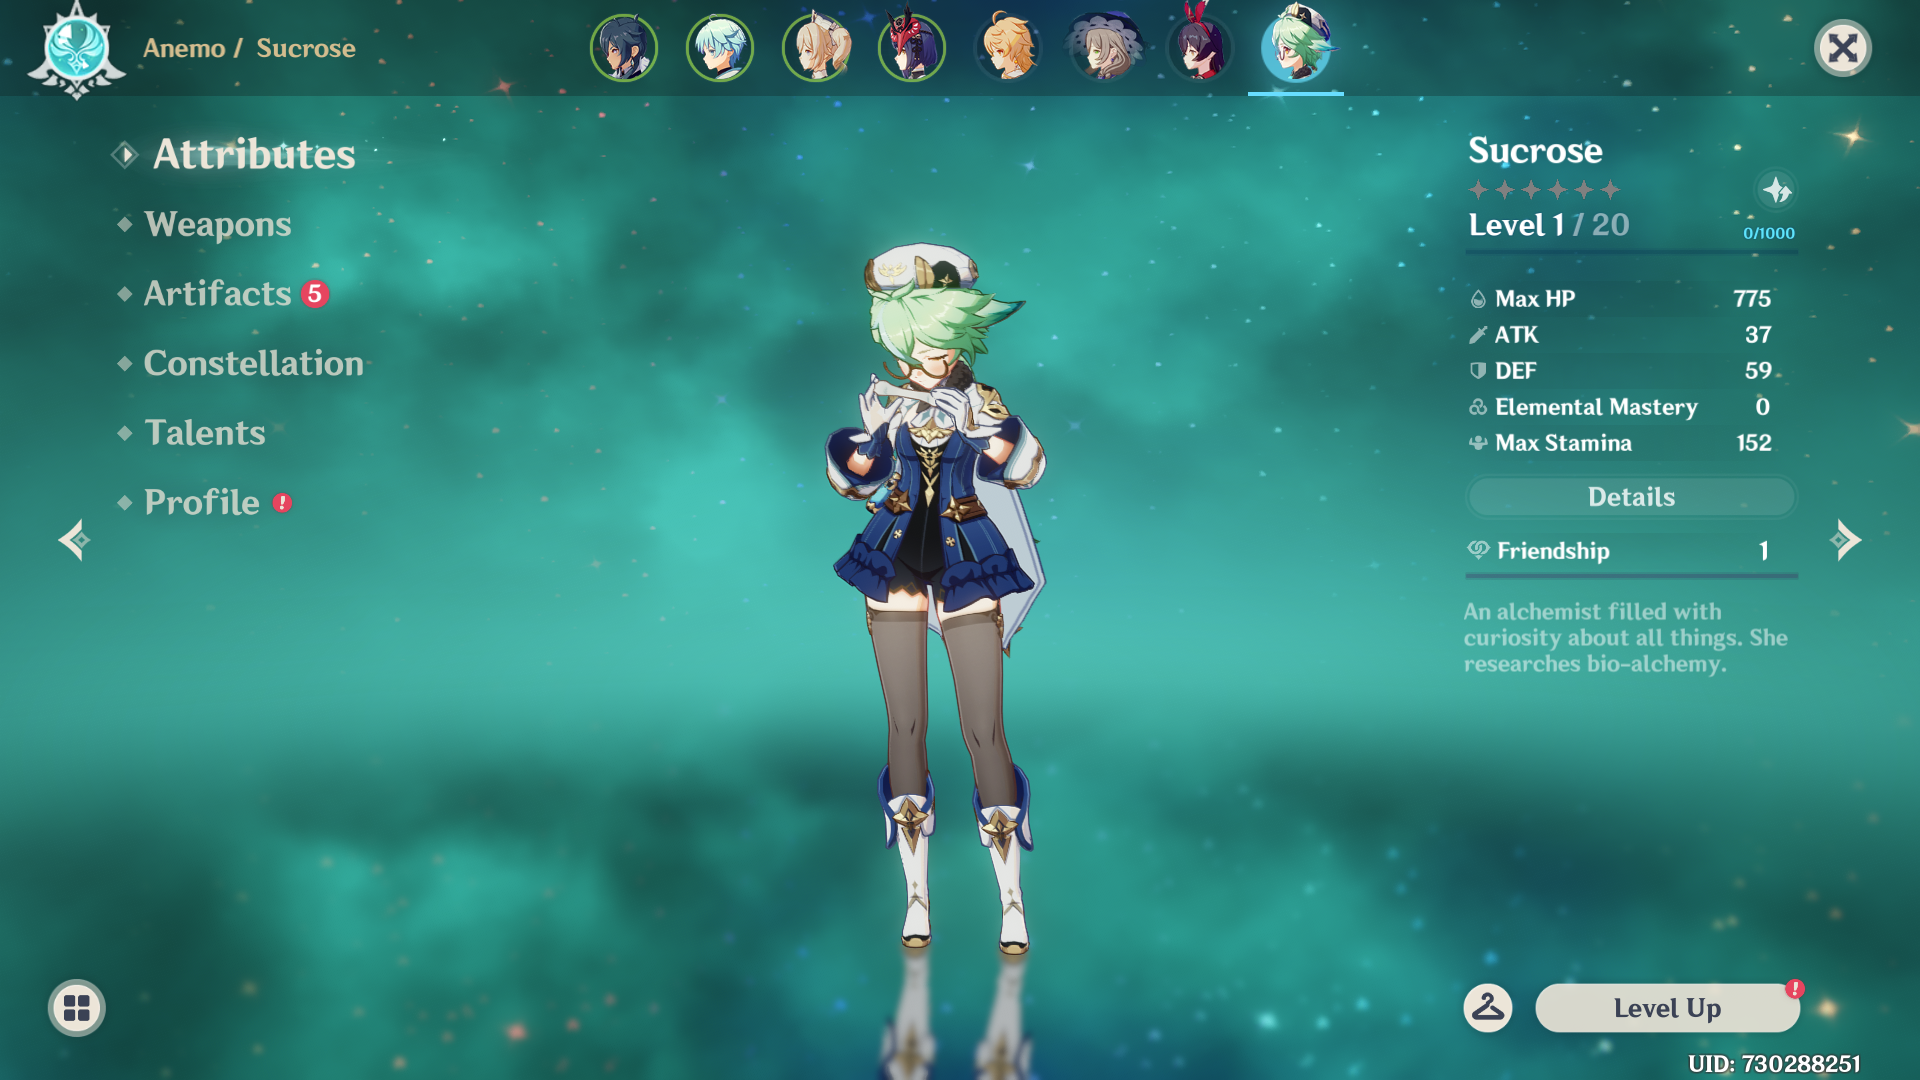 Anemo / Sucrose
Attributes
Weapons
Artifacts 5
Constellation
Talents
Profile !
Sucrose
Level 1 / 20
0/1000
Max HP 775
ATK 37
DEF 59
Elemental Mastery 0
Max Stamina 152
Details
Friendship 1
An alchemist filled with
curiosity about all things. She
researches bio-alchemy.
Level Up !
UID: 730288251